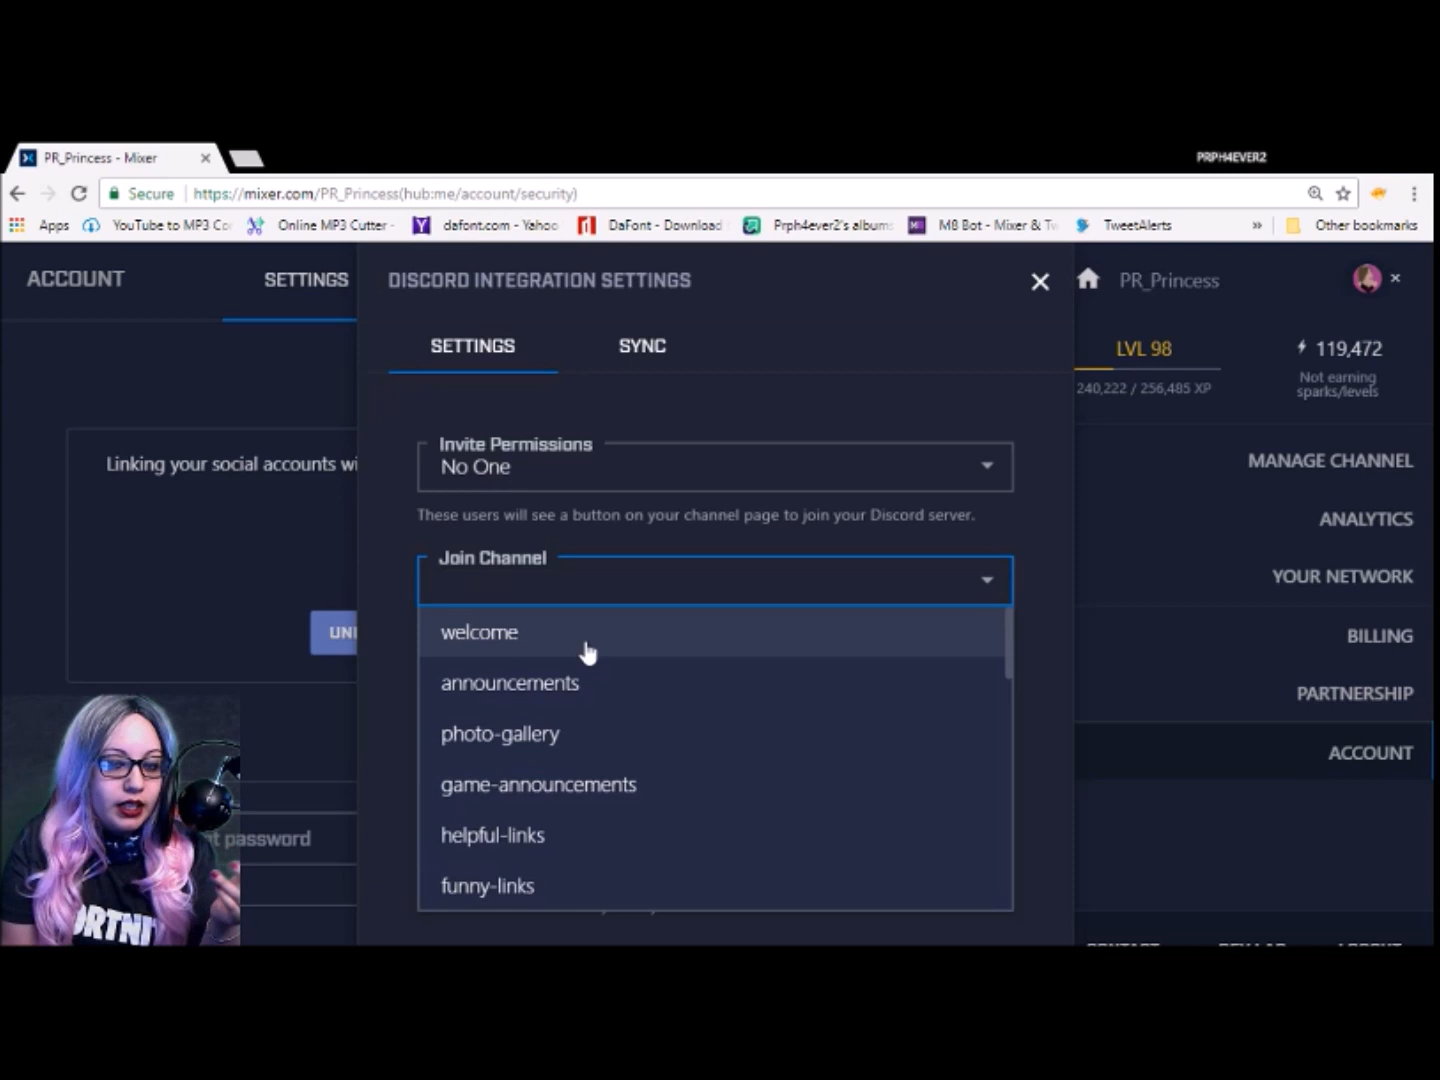 PR_Princess - Mixer
PRPH4EVER2
Secure
https://mixer.com/PR_Princess(hub:me/account/security)
Apps
YouTube to MP3 Co
Online MP3 Cutter -
dafont.com - Yahoo
DaFont - Download
Prph4ever2's album
M8 Bot - Mixer & Tw
TweetAlerts
»
Other bookmarks
ACCOUNT
SETTINGS
DISCORD INTEGRATION SETTINGS
PR_Princess
SETTINGS
SYNC
LVL 98
119,472
240,222 / 256,485 XP
Not earning
sparks/levels
Invite Permissions
No One
Linking your social accounts wi
MANAGE CHANNEL
These users will see a button on your channel page to join your Discord server.
ANALYTICS
Join Channel
YOUR NETWORK
welcome
UNI
BILLING
announcements
PARTNERSHIP
photo-gallery
ACCOUNT
game-announcements
helpful-links
t password
funny-links
ORTNI